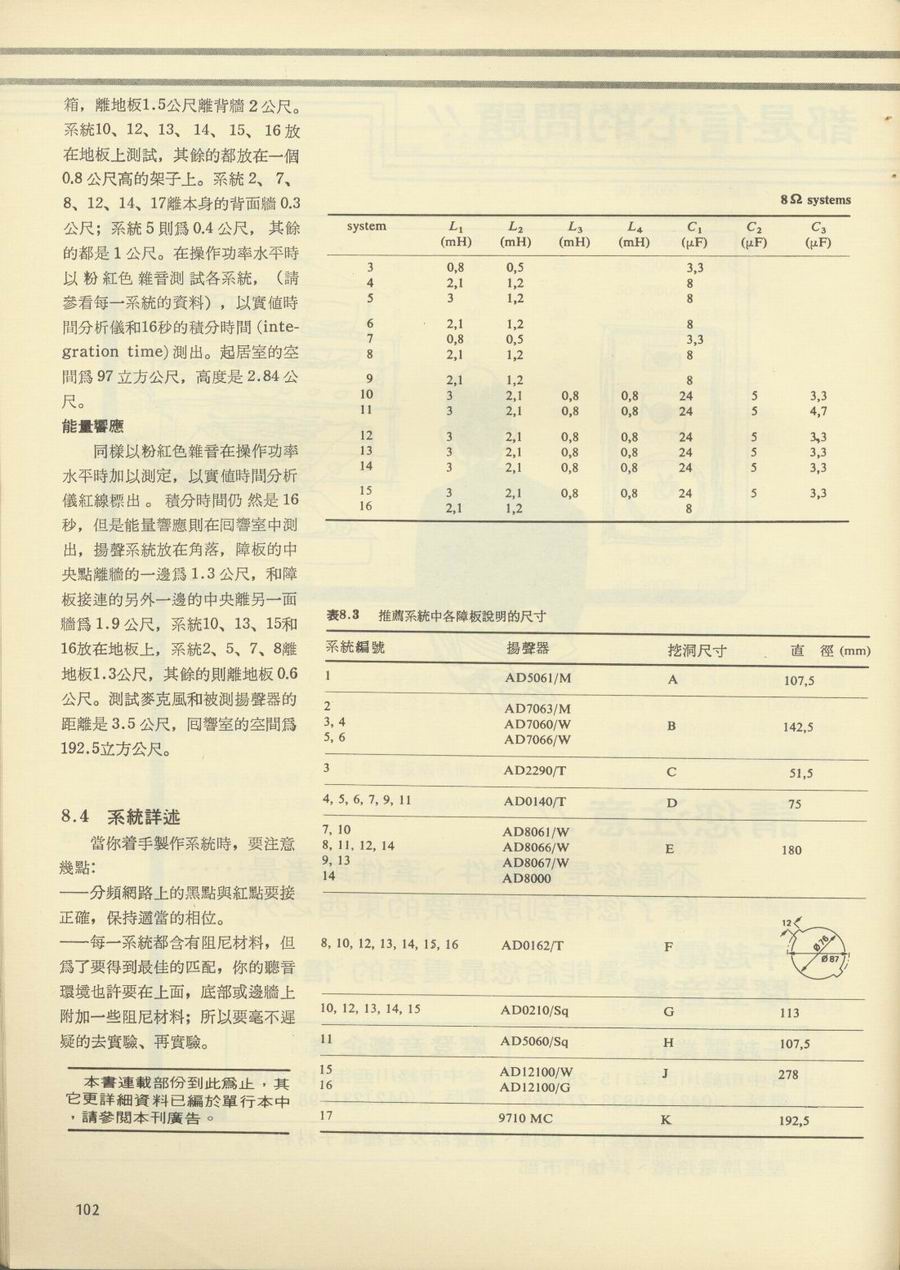 箱，離地板1.5公尺離背牆 2 公尺。
系統10、12、13、 14、 15、 16 放
在地板上測試，其餘的都放在一個
0.8 公尺高的架子上。系統 2、 7、
8、12、14、17離本身的背面牆 0.3
公尺；系統 5 則爲 0.4 公尺， 其餘
的都是 1 公尺。在操作功率水平時
以 粉 紅色 雜音測 試各系統，（請
參看每一系統的資料），以實値時
間分析儀和16秒的積分時間 (inte-
gration time) 測出。起居室的空
間爲 97 立方公尺，高度是 2.84 公
尺。
能量響應
同樣以粉紅色雜音在操作功率
水平時加以測定，以實値時間分析
儀紅線標出 。 積分時間仍 然是 16
秒，但是能量響應則在囘響室中測
出，揚聲系統放在角落，障板的中
央點離牆的一邊爲 1.3 公尺，和障
板接連的另外一邊的中央離另一面
牆爲 1.9 公尺，系統10、13、15和
16放在地板上，系統2、5、7、8離
地板1.3公尺，其餘的則離地板 0.6
公尺。測試麥克風和被測揚聲器的
距離是 3.5 公尺，囘響室的空間爲
192.5立方公尺。
8.4 系統詳述
當你着手製作系統時，要注意
幾點：
——分頻網路上的黑點與紅點要接
正確，保持適當的相位。
——每一系統都含有阻尼材料，但
爲了要得到最佳的匹配，你的聽音
環境也許要在上面，底部或邊牆上
附加一些阻尼材料；所以要毫不遲
疑的去實驗、再實驗。
本書連載部份到此爲止，其
它更詳細資料已編於單行本中
，請參閱本刊廣告。
8 Ω systems
system L1 L2 L3 L4 C1 C2 C3
(mH) (mH) (mH) (mH) (μF) (μF) (μF)
3 0,8 0,5 3,3
4 2,1 1,2 8
5 3 1,2 8
6 2,1 1,2 8
7 0,8 0,5 3,3
8 2,1 1,2 8
9 2,1 1,2 8
10 3 2,1 0,8 0,8 24 5 3,3
11 3 2,1 0,8 0,8 24 5 4,7
12 3 2,1 0,8 0,8 24 5 3,3
13 3 2,1 0,8 0,8 24 5 3,3
14 3 2,1 0,8 0,8 24 5 3,3
15 3 2,1 0,8 0,8 24 5 3,3
16 2,1 1,2 8
表8.3 推薦系統中各障板說明的尺寸
系統編號 揚聲器 挖洞尺寸 直 徑 (mm)
1 AD5061/M A 107,5
2 AD7063/M
3, 4 AD7060/W B 142,5
5, 6 AD7066/W
3 AD2290/T C 51,5
4, 5, 6, 7, 9, 11 AD0140/T D 75
7, 10 AD8061/W
8, 11, 12, 14 AD8066/W E 180
9, 13 AD8067/W
14 AD8000
12
8, 10, 12, 13, 14, 15, 16 AD0162/T F Ø 76
Ø 87
10, 12, 13, 14, 15 AD0210/Sq G 113
11 AD5060/Sq H 107,5
15 AD12100/W J 278
16 AD12100/G
17 9710 MC K 192,5
102